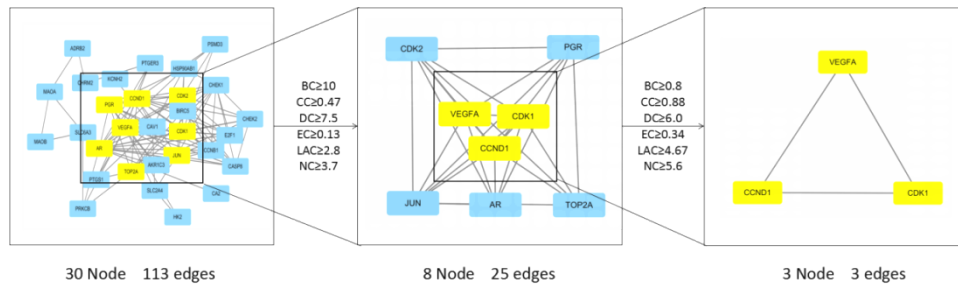 ADRB2
PSMD3
PTGER3
HSP90AB1
CHRM2
KCNH2
CHEK1
MAOA
CCND1
CDK2
PGR
BIRC5
VEGFA
CAV1
CHEK2
CDK1
E2F1
MAOB
SLC6A3
AR
JUN
CCNB1
AKR1C3
CASP8
TOP2A
PTGS1
SLC2A4
CA2
PRKCB
HK2
30 Node 113 edges
BC≥10
CC≥0.47
DC≥7.5
EC≥0.13
LAC≥2.8
NC≥3.7
CDK2
PGR
VEGFA
CDK1
CCND1
JUN
AR
TOP2A
8 Node 25 edges
BC≥0.8
CC≥0.88
DC≥6.0
EC≥0.34
LAC≥4.67
NC≥5.6
VEGFA
CCND1
CDK1
3 Node 3 edges